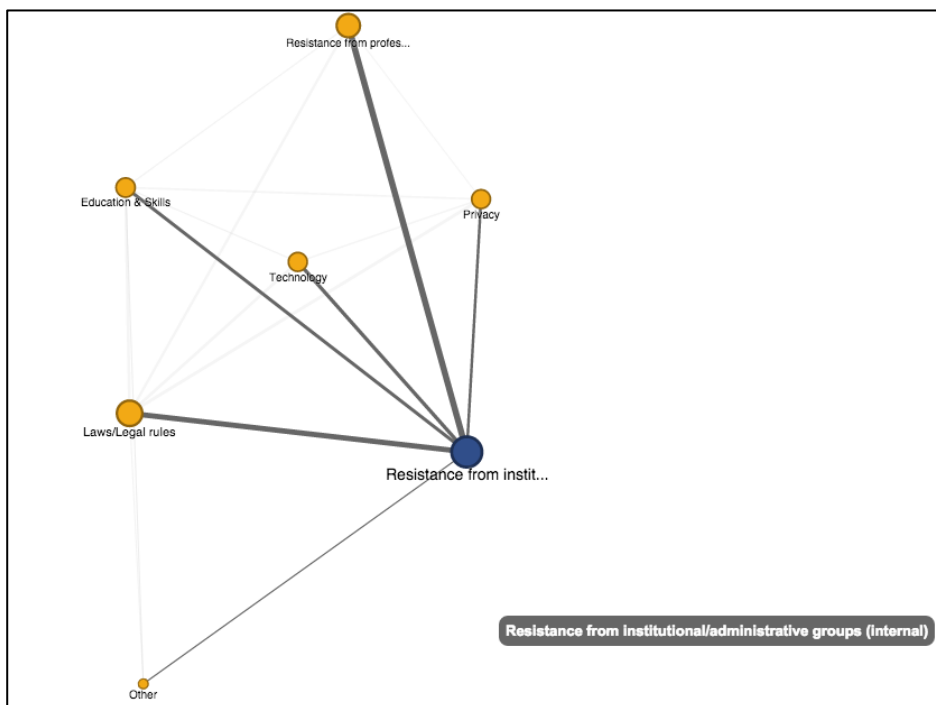 Resistance from profes...
Education & Skills
Privacy
Technology
Laws/Legal rules
Resistance from instit...
Resistance from institutional/administrative groups (internal)
Other